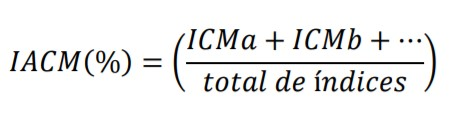 IACM(%) = (ICMa + ICMb + ⋯ / total de índices)